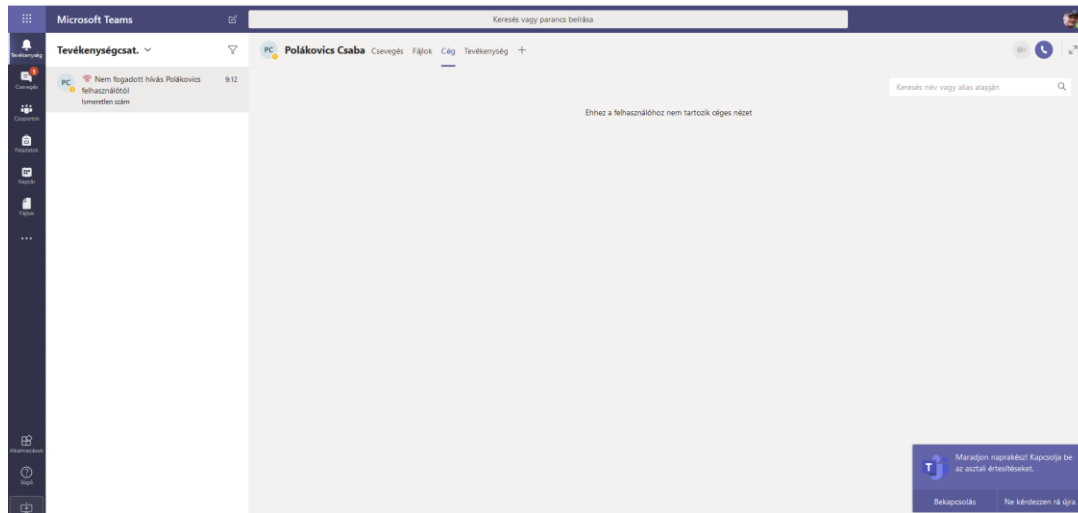 Microsoft Teams
Keresés vagy parancs beírása
Tevékenység
Csevegés
1
Csoportok
Feladatok
Naptár
Fájlok
Alkalmazások
Súgó
Tevékenységcsat.
PC
Nem fogadott hívás Polákovics
felhasználótól
9:12
Ismeretlen szám
PC Polákovics Csaba Csevegés Fájlok Cég Tevékenység +
Keresés név vagy alias alapján
Ehhez a felhasználóhoz nem tartozik céges nézet
T
Maradjon naprakész! Kapcsolja be
az asztali értesítéseket.
Bekapcsolás Ne kérdezzen rá újra